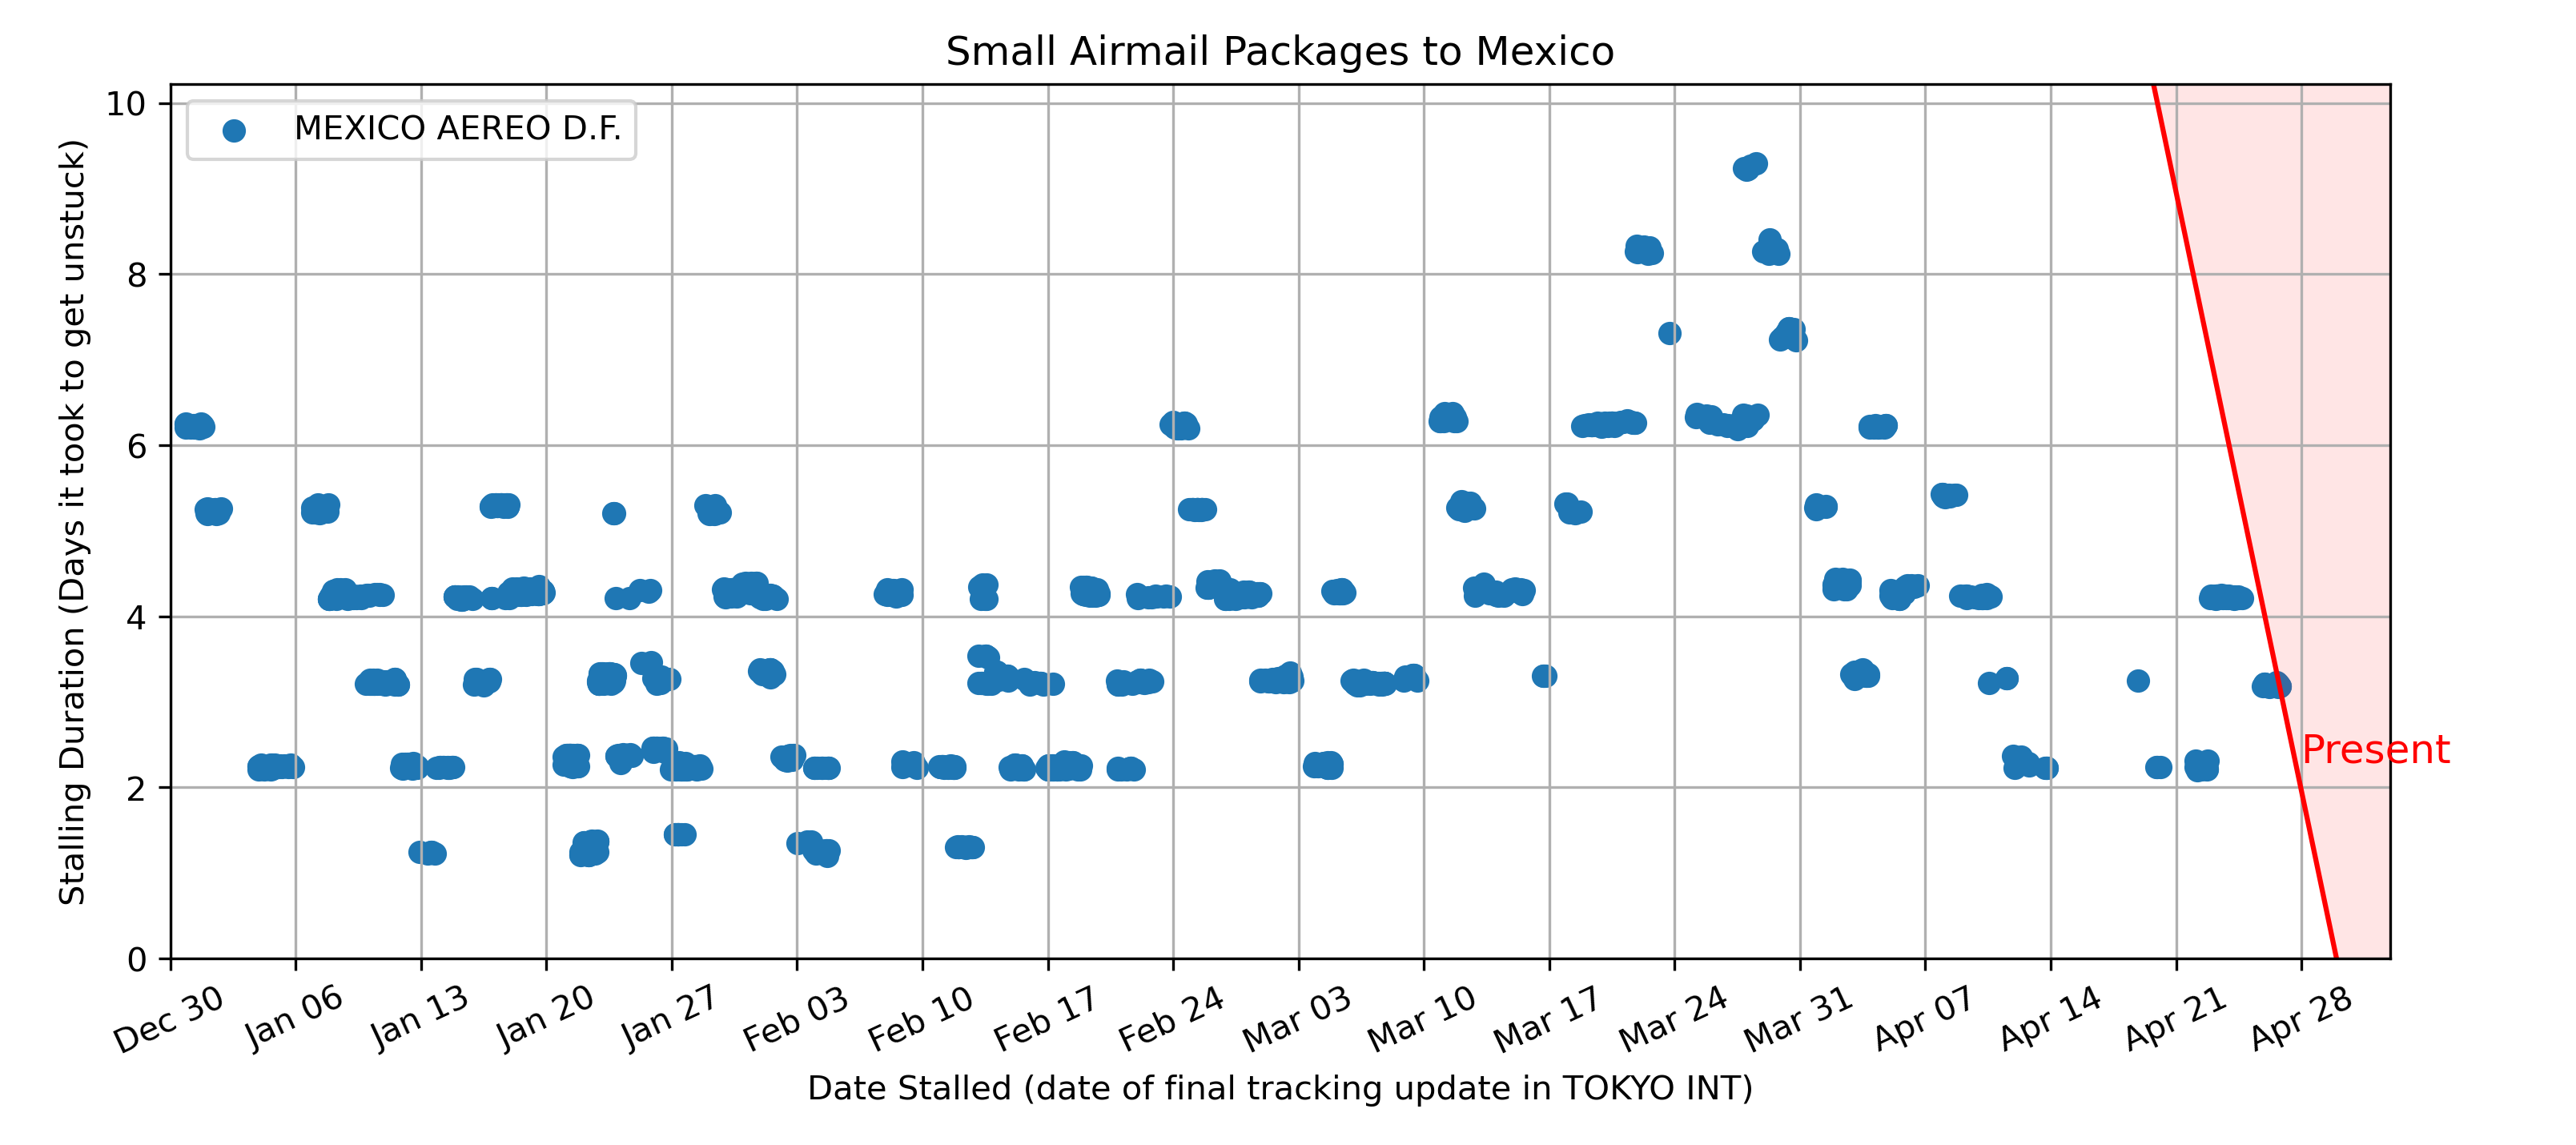 Small Airmail Packages to Mexico
MEXICO AEREO D.F.
Stalling Duration (Days it took to get unstuck)
10
8
6
4
2
0
Present
Dec 30
Jan 06
Jan 13
Jan 20
Jan 27
Feb 03
Feb 10
Feb 17
Feb 24
Mar 03
Mar 10
Mar 17
Mar 24
Mar 31
Apr 07
Apr 14
Apr 21
Apr 28
Date Stalled (date of final tracking update in TOKYO INT)